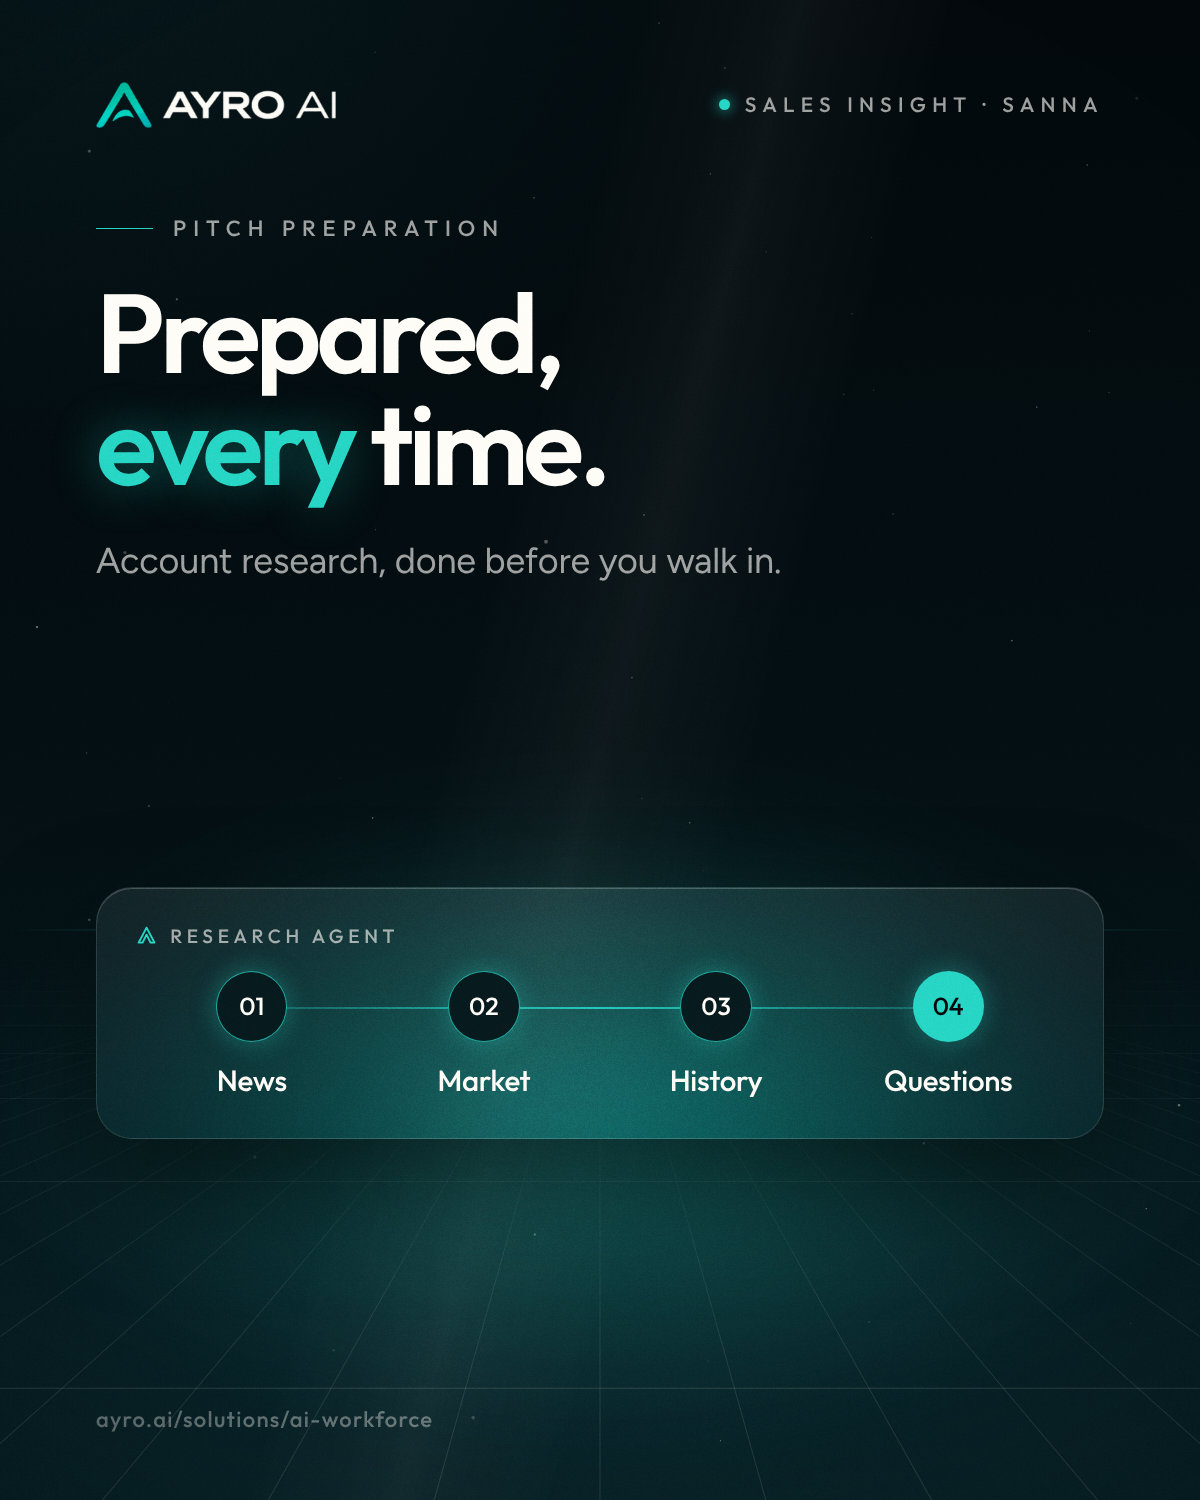 AYRO AI
SALES INSIGHT · SANNA
PITCH PREPARATION
Prepared,
every time.
Account research, done before you walk in.
RESEARCH AGENT
01
02
03
04
News
Market
History
Questions
ayro.ai/solutions/ai-workforce